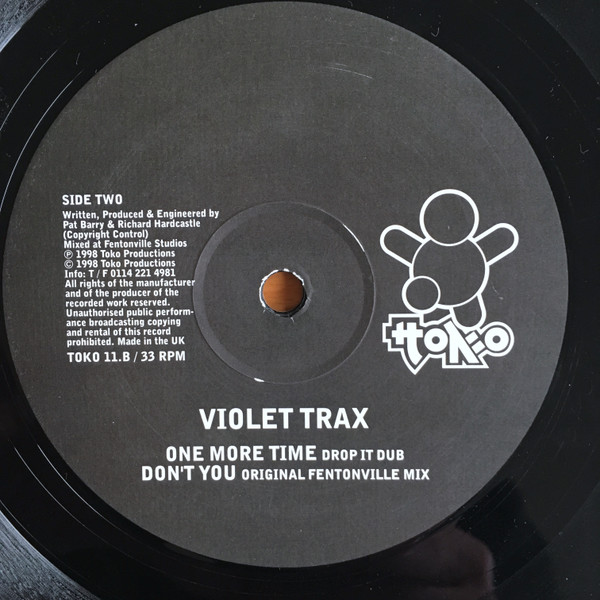 SIDE TWO
Written, Produced & Engineered by
Pat Barry & Richard Hardcastle
(Copyright Control)
Mixed at Fentonville Studios
℗ 1998 Toko Productions
© 1998 Toko Productions
Info: T / F 0114 221 4981
All rights of the manufacturer
and of the producer of the
recorded work reserved.
Unauthorised public perform-
ance broadcasting copying
and rental of this record
prohibited. Made in the UK
TOKO 11.B / 33 RPM
TOKO
VIOLET TRAX
ONE MORE TIME DROP IT DUB
DON'T YOU ORIGINAL FENTONVILLE MIX